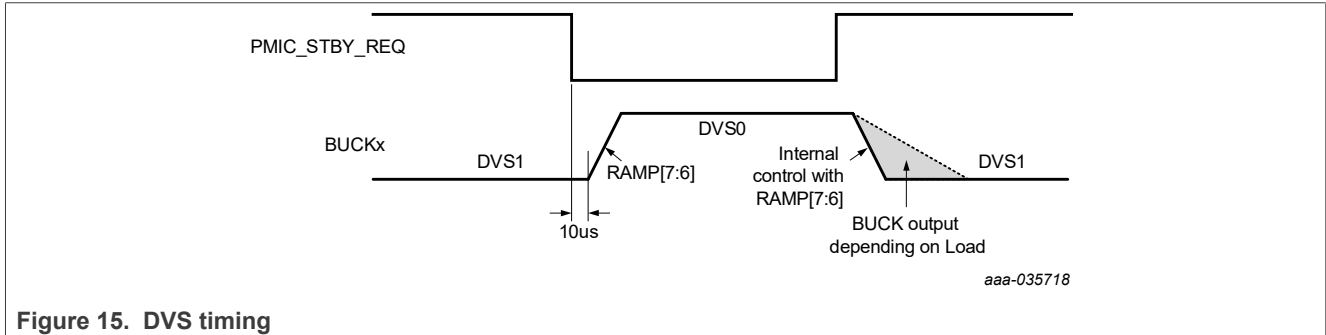 PMIC_STBY_REQ
BUCKx
DVS1
DVS0
DVS1
RAMP[7:6]
Internal
control with
RAMP[7:6]
10us
BUCK output
depending on Load
aaa-035718
Figure 15. DVS timing